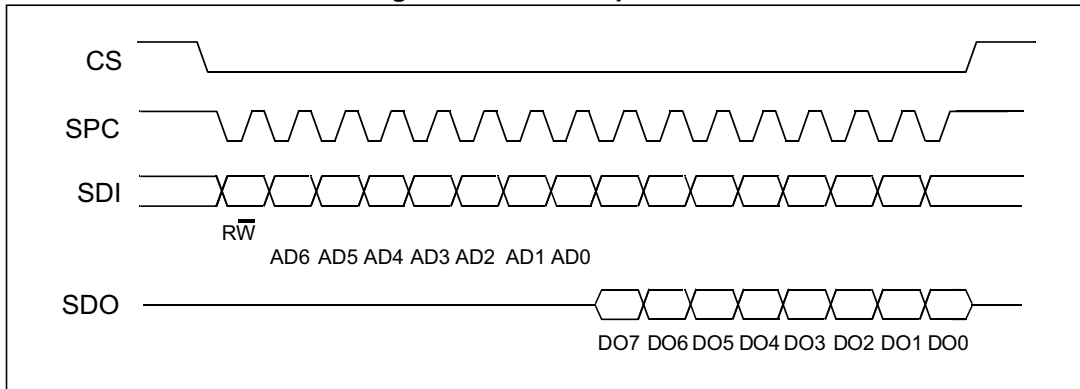 CS
SPC
SDI
RW
AD6 AD5 AD4 AD3 AD2 AD1 AD0
SDO
DO7 DO6 DO5 DO4 DO3 DO2 DO1 DO0